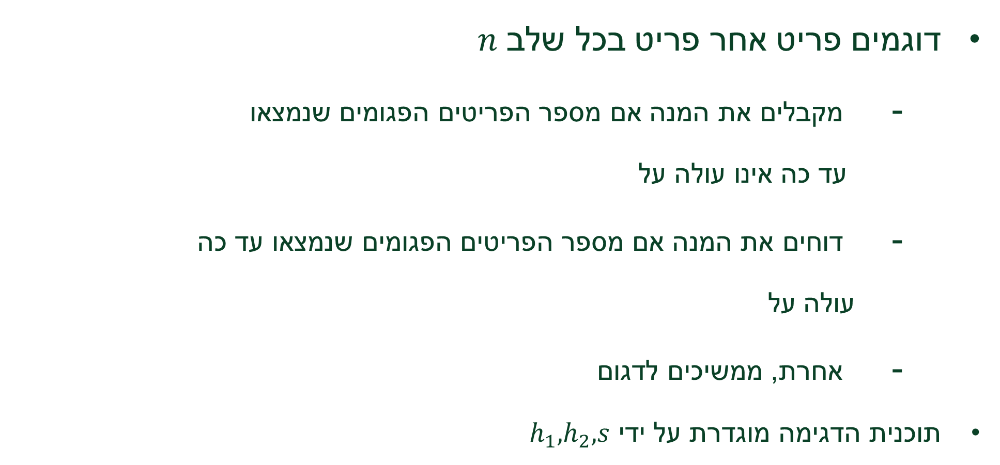 • דוגמים פריט אחר פריט בכל שלב n
- מקבלים את המנה אם מספר הפריטים הפגומים שנמצאו
עד כה אינו עולה על
- דוחים את המנה אם מספר הפריטים הפגומים שנמצאו עד כה
עולה על
- אחרת, ממשיכים לדגום
• תוכנית הדגימה מוגדרת על ידי h₁,h₂,s